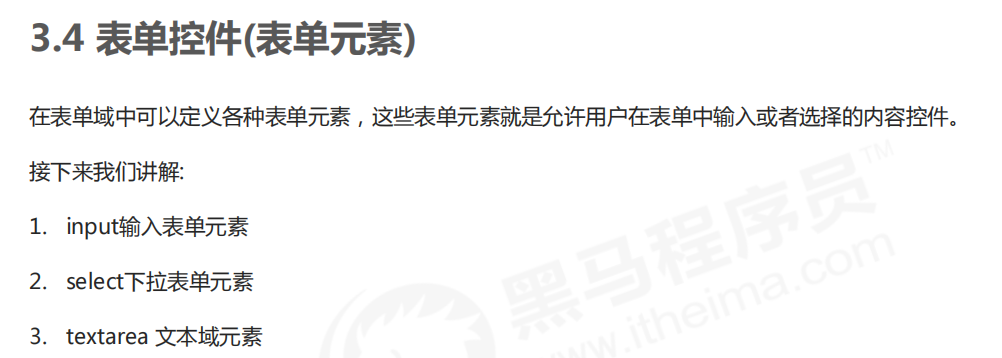 3.4 表单控件(表单元素)
在表单域中可以定义各种表单元素，这些表单元素就是允许用户在表单中输入或者选择的内容控件。
接下来我们讲解:
1. input输入表单元素
2. select下拉表单元素
3. textarea 文本域元素
黑马程序员™
www.itheima.com